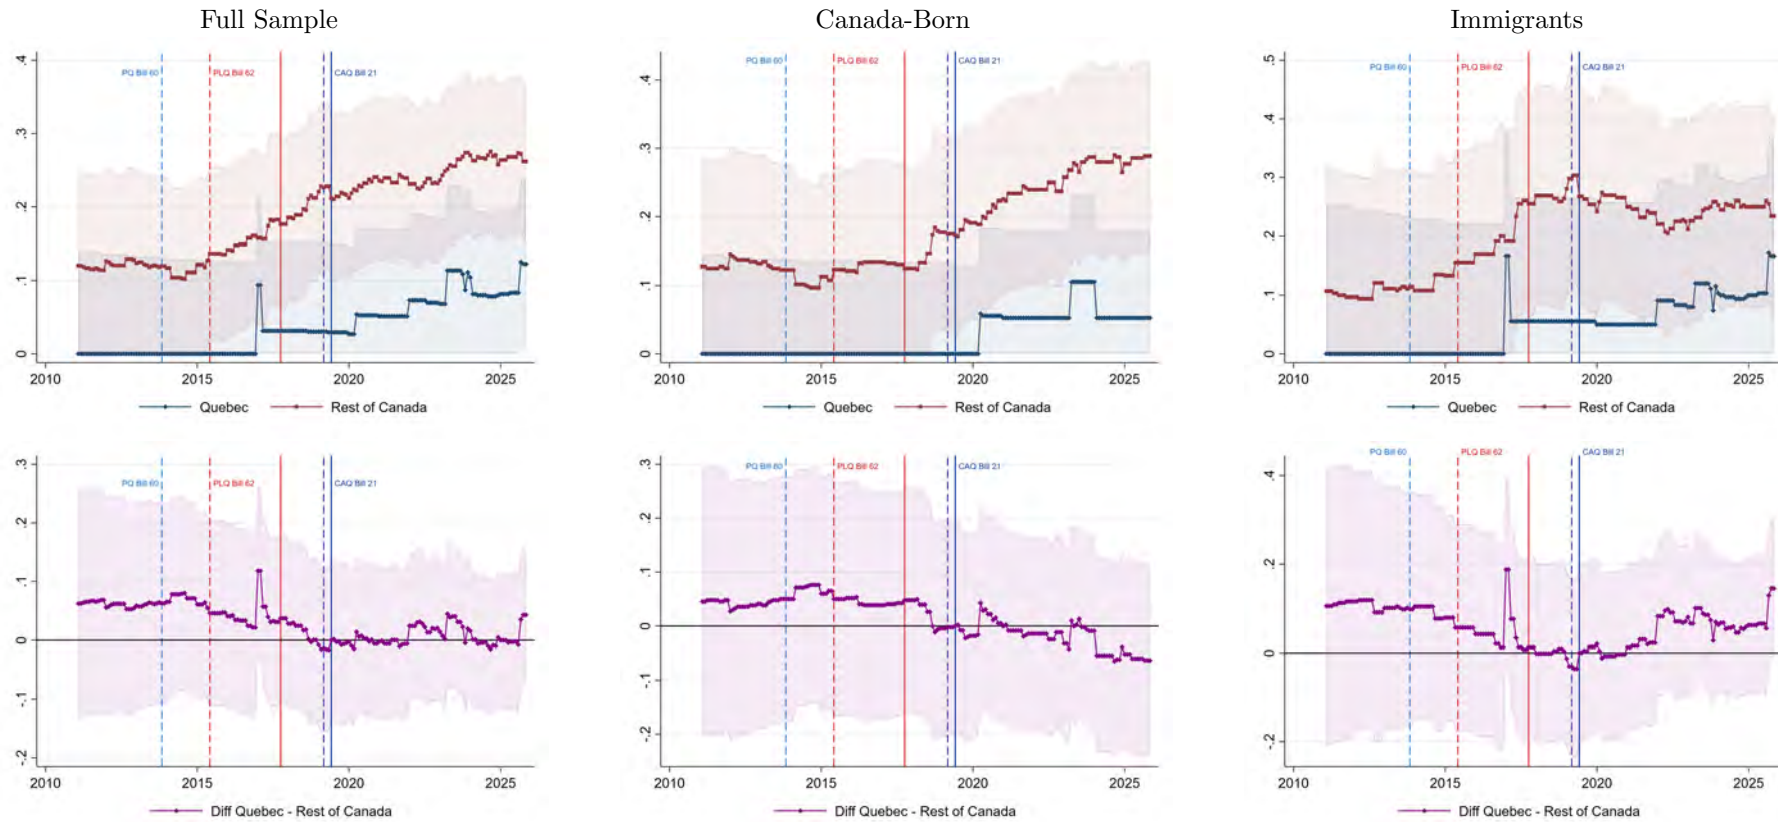 Full Sample
Canada-Born
Immigrants
PQ Bill 60
PLQ Bill 62
CAQ Bill 21
.4
.3
.2
.1
0
2010
2015
2020
2025
Quebec
Rest of Canada
PQ Bill 60
PLQ Bill 62
CAQ Bill 21
.4
.3
.2
.1
0
2010
2015
2020
2025
Quebec
Rest of Canada
PQ Bill 60
PLQ Bill 62
CAQ Bill 21
.5
.4
.3
.2
.1
0
2010
2015
2020
2025
Quebec
Rest of Canada
PQ Bill 60
PLQ Bill 62
CAQ Bill 21
.3
.2
.1
0
-.1
-.2
2010
2015
2020
2025
Diff Quebec - Rest of Canada
PQ Bill 60
PLQ Bill 62
CAQ Bill 21
.3
.2
.1
0
-.1
-.2
2010
2015
2020
2025
Diff Quebec - Rest of Canada
PQ Bill 60
PLQ Bill 62
CAQ Bill 21
.4
.2
0
-.2
2010
2015
2020
2025
Diff Quebec - Rest of Canada